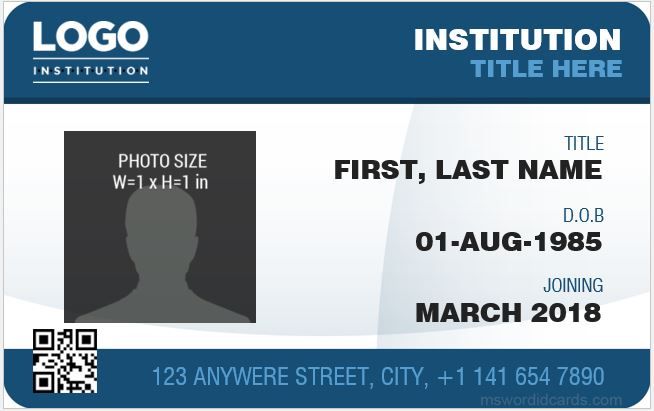 LOGO
INSTITUTION
INSTITUTION
TITLE HERE
PHOTO SIZE
W=1 x H=1 in
TITLE
FIRST, LAST NAME
D.O.B
01-AUG-1985
JOINING
MARCH 2018
123 ANYWERE STREET, CITY, +1 141 654 7890
mswordidcards.com